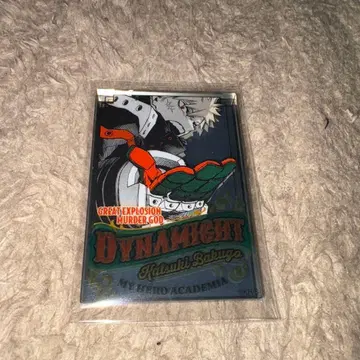 GREAT EXPLOSION
MURDER GOD
DYNAMIGHT
Katsuki Bakugo
MY HERO ACADEMIA